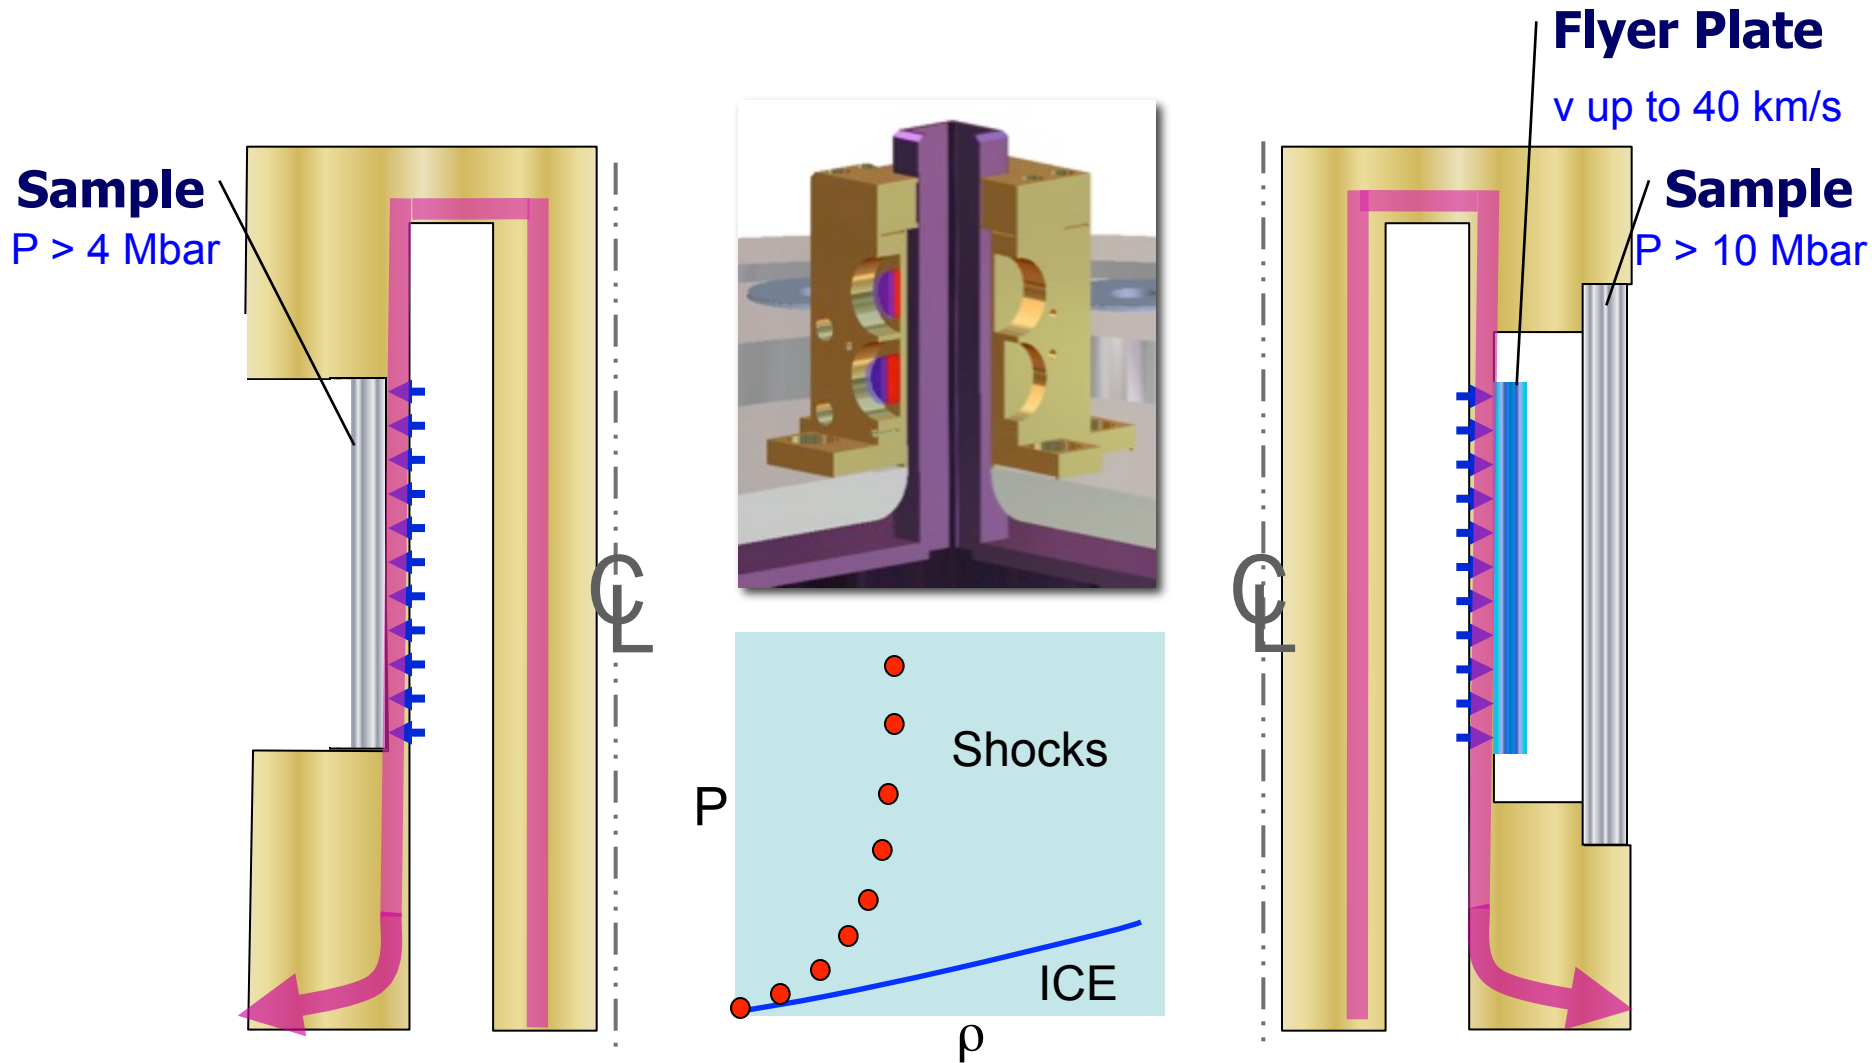 Flyer Plate
v up to 40 km/s
Sample
P > 4 Mbar
Sample
P > 10 Mbar
CL
CL
Shocks
P
ICE
ρ